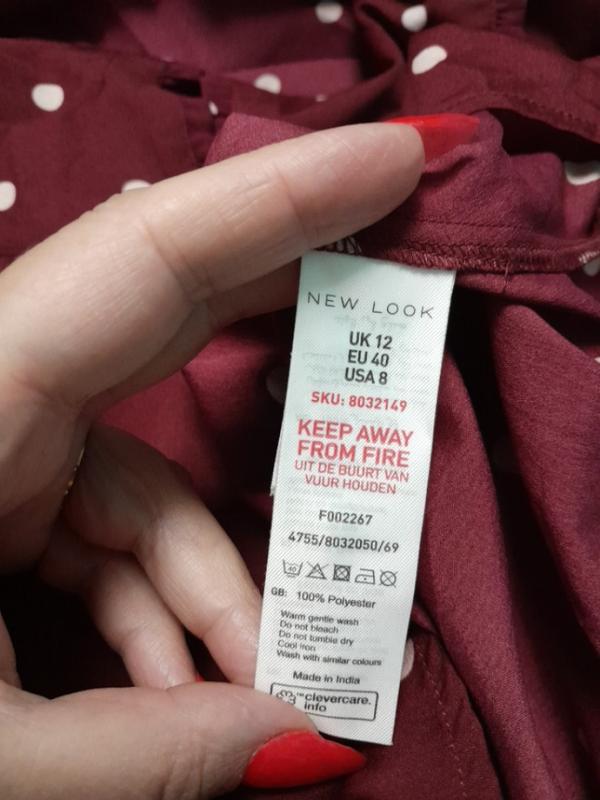 NEW LOOK
UK 12
EU 40
USA 8
SKU: 8032149
KEEP AWAY
FROM FIRE
UIT DE BUURT VAN
VUUR HOUDEN
F002267
4755/8032050/69
40
GB: 100% Polyester
Warm gentle wash
Do not bleach
Do not tumble dry
Cool iron
Wash with similar colours
Made in India
™clevercare.
info